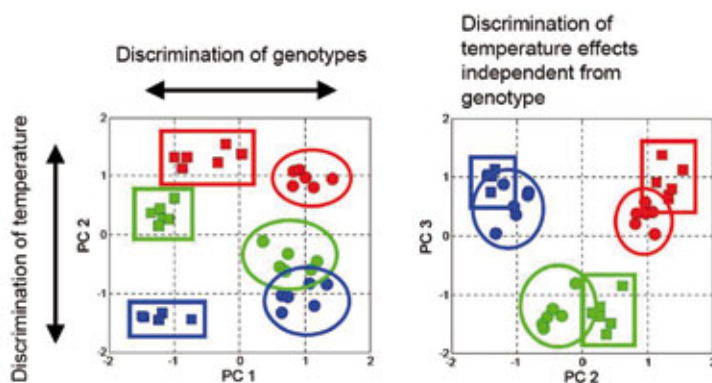 Discrimination of genotypes
Discrimination of temperature
2
1
0
-1
-2
PC 2
-2
-1
0
1
2
PC 1
Discrimination of
temperature effects
independent from
genotype
2
1
0
-1
-2
PC 3
-2
-1
0
1
2
PC 2